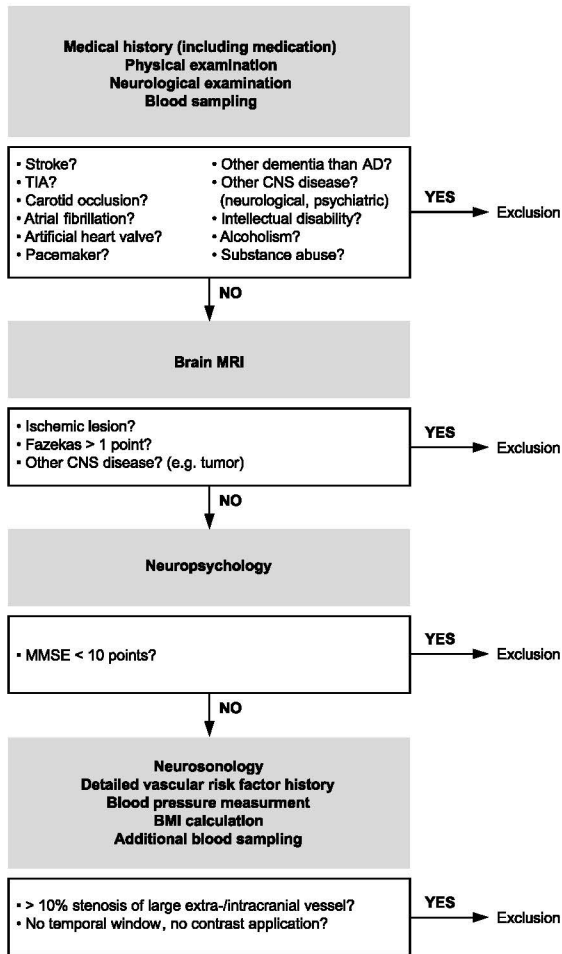 Medical history (including medication)
Physical examination
Neurological examination
Blood sampling
▪ Stroke?
▪ TIA?
▪ Carotid occlusion?
▪ Atrial fibrillation?
▪ Artificial heart valve?
▪ Pacemaker?
▪ Other dementia than AD?
▪ Other CNS disease?
(neurological, psychiatric)
▪ Intellectual disability?
▪ Alcoholism?
▪ Substance abuse?
YES
Exclusion
NO
Brain MRI
▪ Ischemic lesion?
▪ Fazekas > 1 point?
▪ Other CNS disease? (e.g. tumor)
YES
Exclusion
NO
Neuropsychology
▪ MMSE < 10 points?
YES
Exclusion
NO
Neurosonology
Detailed vascular risk factor history
Blood pressure measurment
BMI calculation
Additional blood sampling
▪ > 10% stenosis of large extra-/intracranial vessel?
▪ No temporal window, no contrast application?
YES
Exclusion